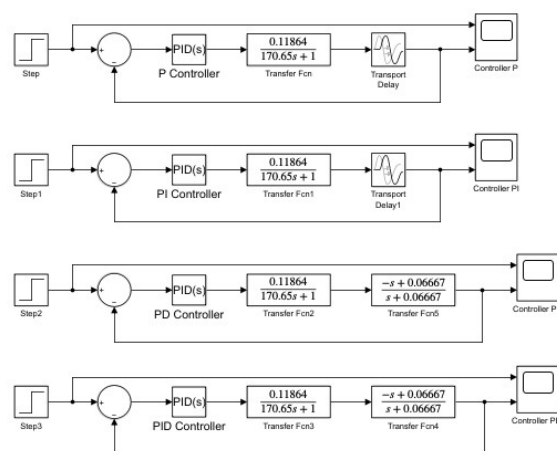 0.11864
PID(s)
170.65s + 1
Step
P Controller
Transfer Fcn
Transport
Delay
Controller P
0.11864
PID(s)
170.65s + 1
Step1
PI Controller
Transfer Fcn1
Transport
Delay1
Controller PI
0.11864
−s + 0.06667
PID(s)
170.65s + 1
s + 0.06667
Step2
PD Controller
Transfer Fcn2
Transfer Fcn5
Controller P
0.11864
−s + 0.06667
PID(s)
170.65s + 1
s + 0.06667
Step3
PID Controller
Transfer Fcn3
Transfer Fcn4
Controller PI